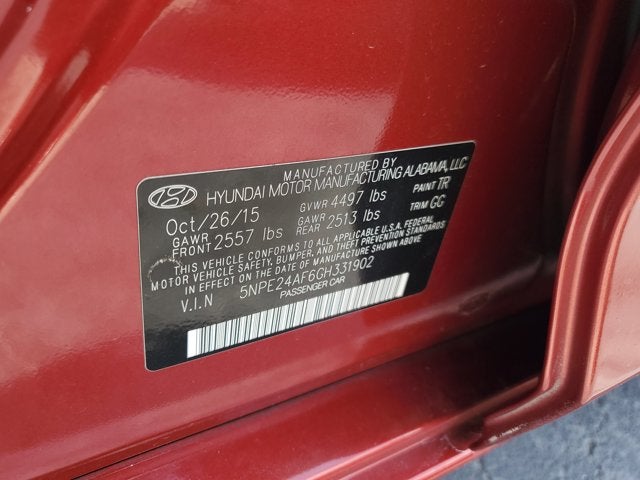 MANUFACTURED BY
HYUNDAI MOTOR MANUFACTURING ALABAMA, LLC
Oct/26/15 GVWR 4497 lbs PAINT TR
GAWR FRONT 2557 lbs GAWR REAR 2513 lbs TRIM GG
THIS VEHICLE CONFORMS TO ALL APPLICABLE U.S.A. FEDERAL
MOTOR VEHICLE SAFETY, BUMPER, AND THEFT PREVENTION STANDARDS
IN EFFECT ON THE DATE OF MANUFACTURE SHOWN ABOVE.
V.I.N 5NPE24AF6GH331902
PASSENGER CAR